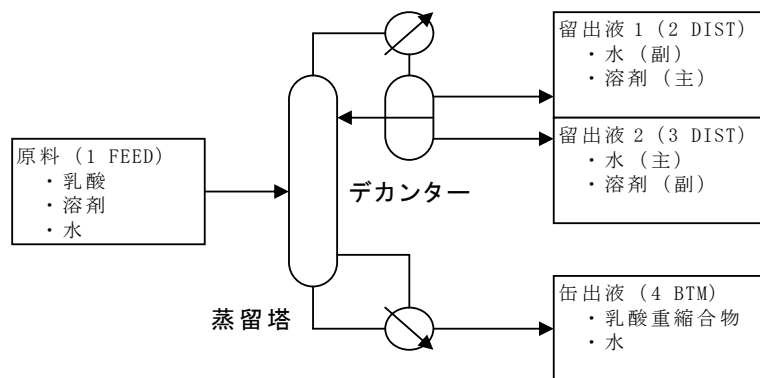 留出液 1 (2 DIST)
・水 (副)
・溶剤 (主)
留出液 2 (3 DIST)
・水 (主)
・溶剤 (副)
原料 (1 FEED)
・乳酸
・溶剤
・水
デカンター
蒸留塔
缶出液 (4 BTM)
・乳酸重縮合物
・水